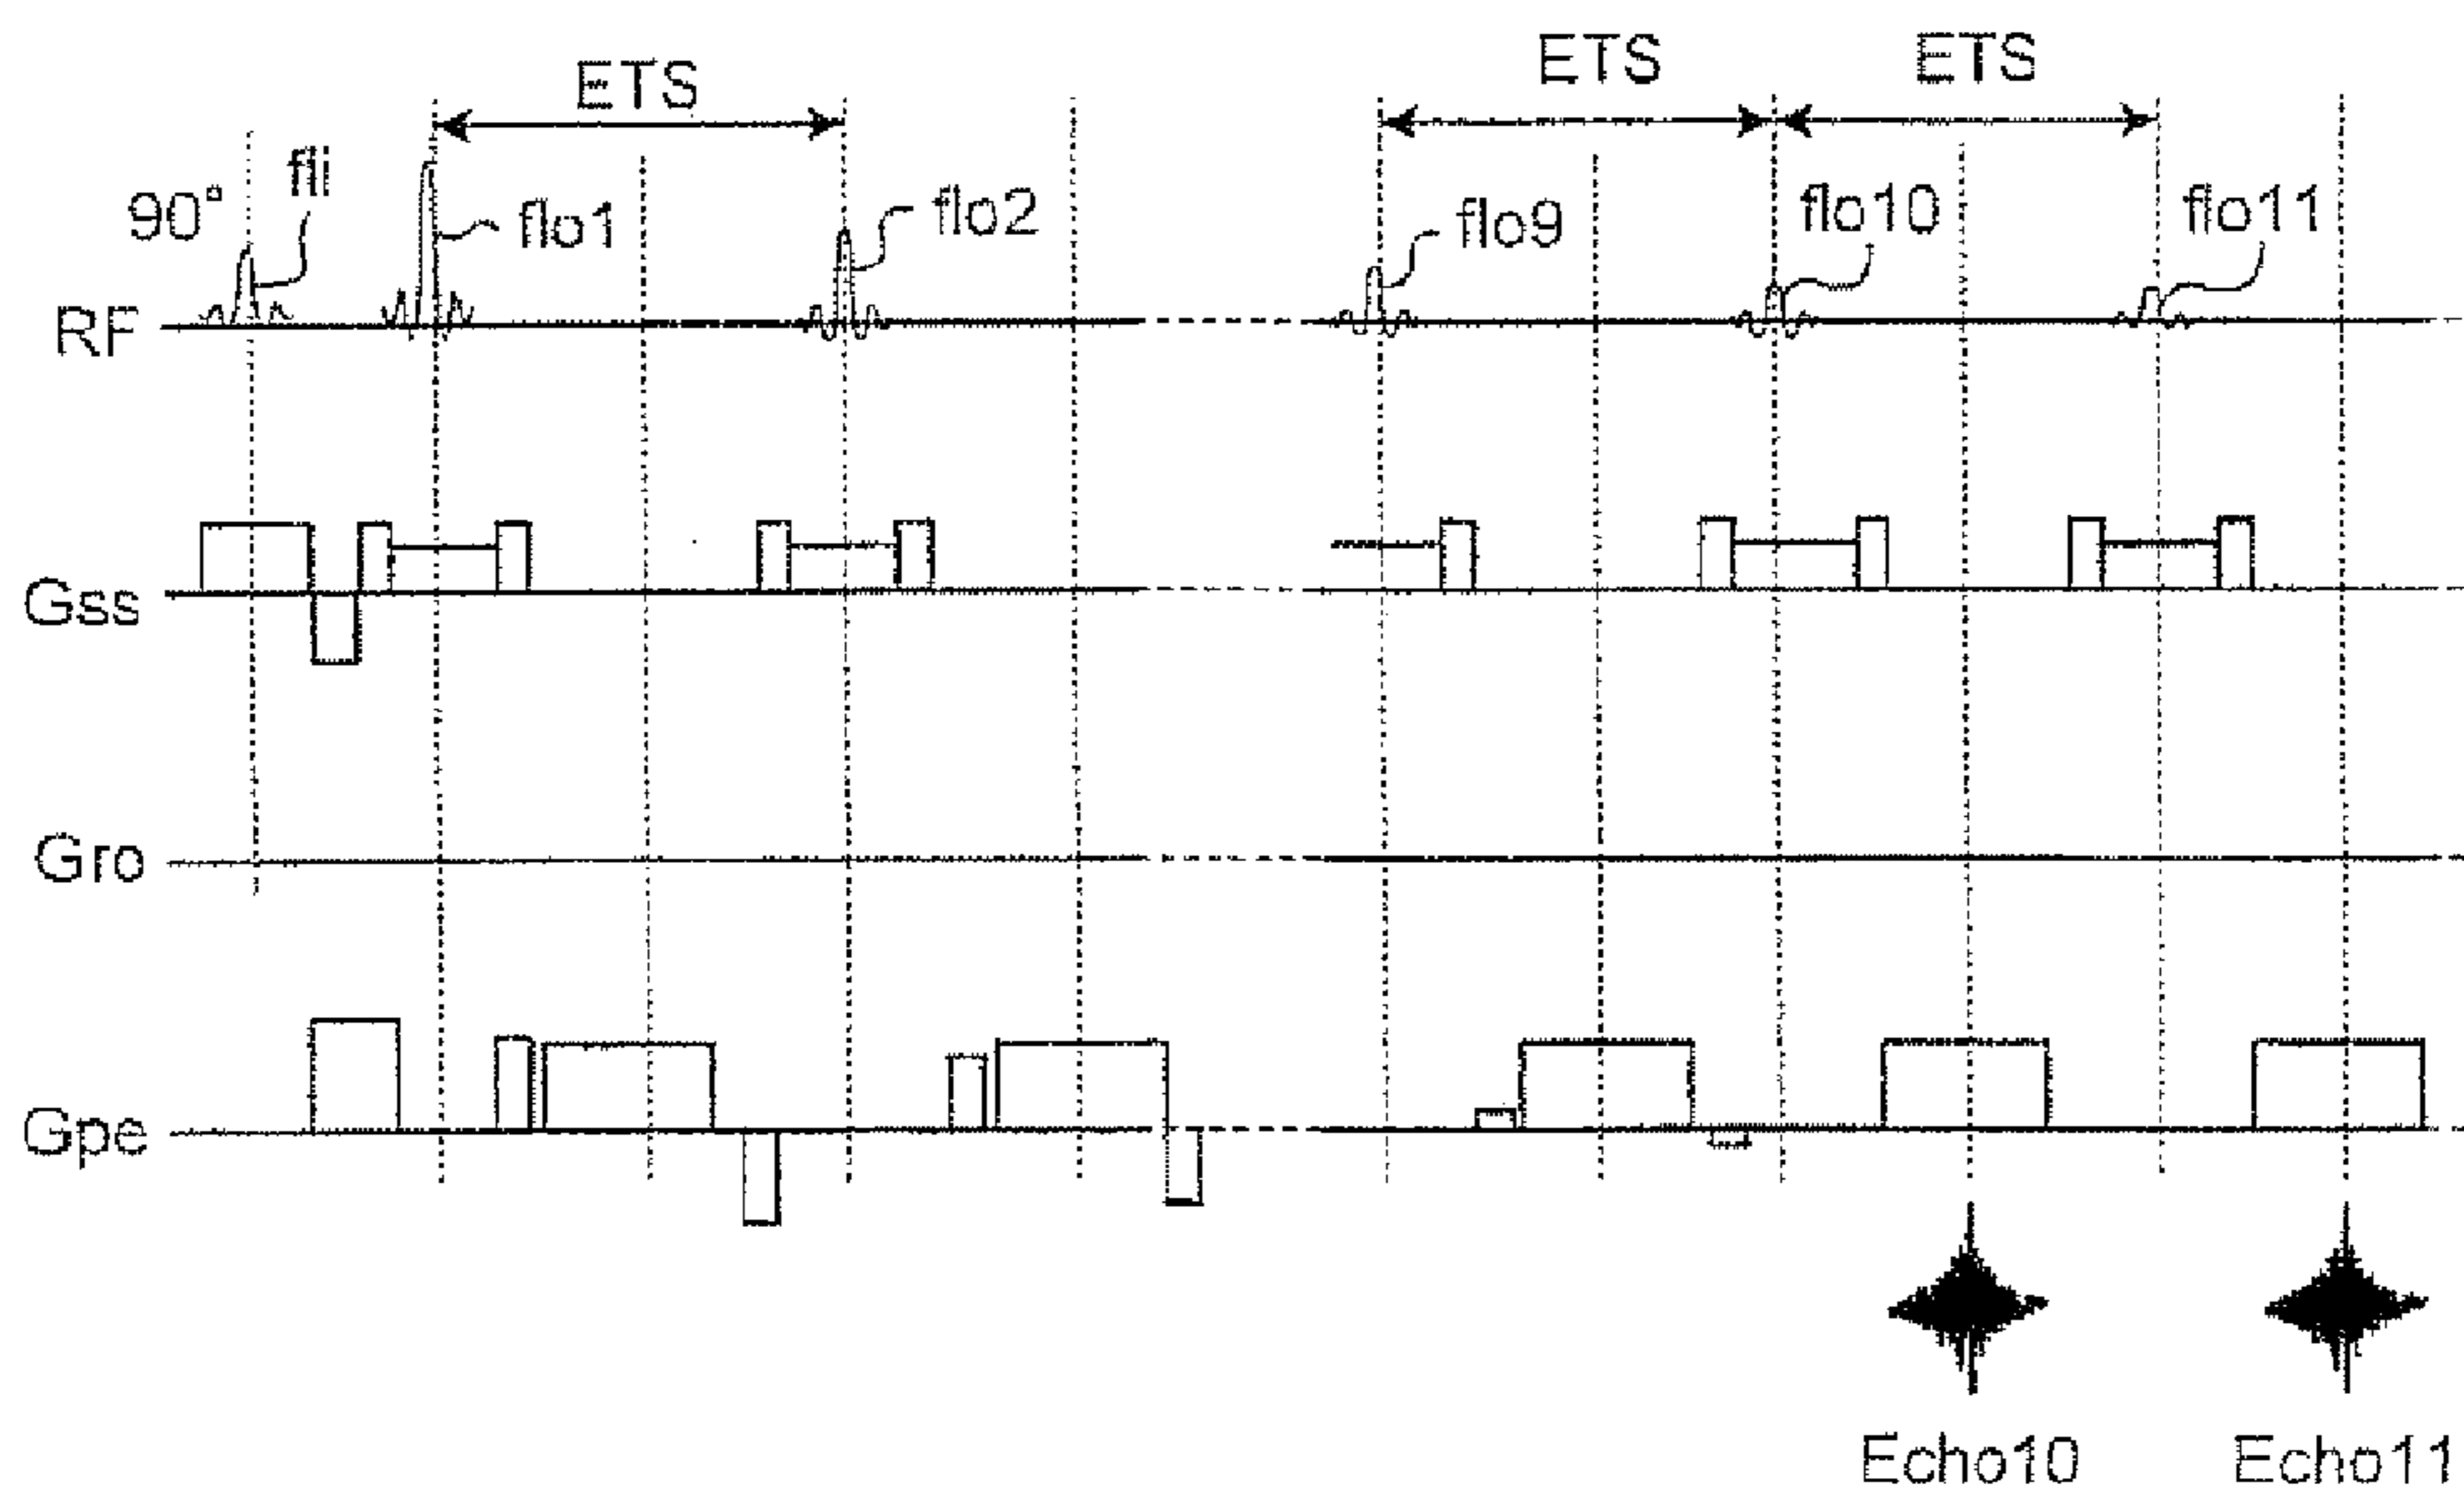 ETS
ETS
ETS
90°
fli
flo1
flo2
flo9
flo10
flo11
RF
Gss
Gro
Gpe
Echo10
Echo11